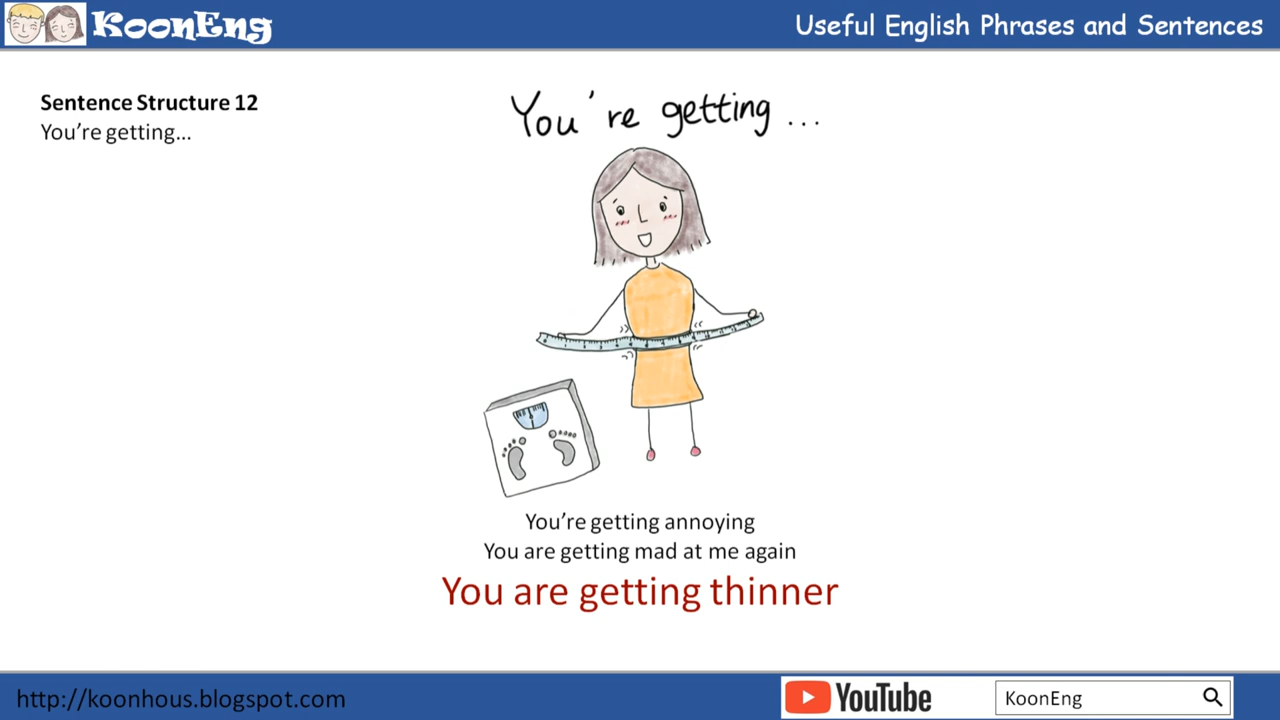 KoonEng
Useful English Phrases and Sentences
Sentence Structure 12
You're getting...
You're getting ...
You're getting annoying
You are getting mad at me again
You are getting thinner
http://koonhous.blogspot.com
YouTube
KoonEng